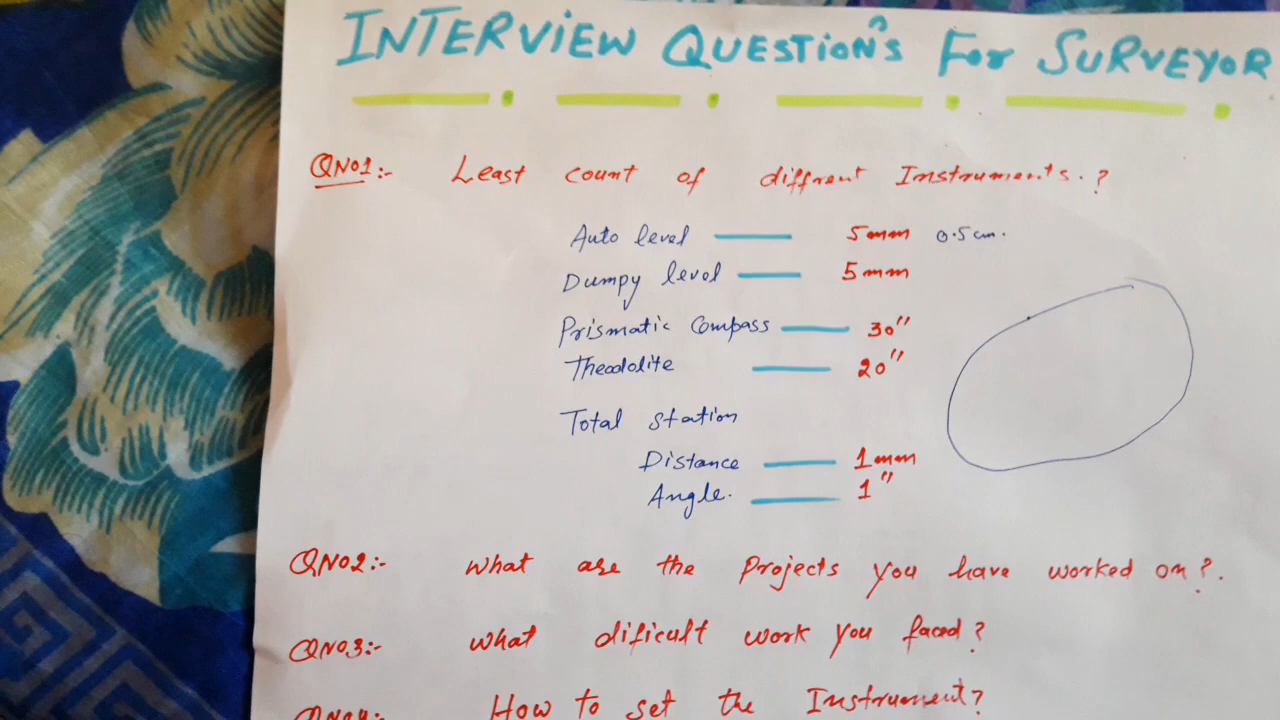 INTERVIEW QUESTION'S FOR SURVEYOR
QNO1:- Least count of diffrent Instruments.?
Auto level 5mm 0.5cm.
Dumpy level 5mm
Prismatic Compass 30"
Theodolite 20"
Total station
Distance 1mm
Angle. 1"
QNO2:- what are the Projects you have worked on?.
QNO3:- what dificult work you faced?
QNO4:- How to set the Instrument?